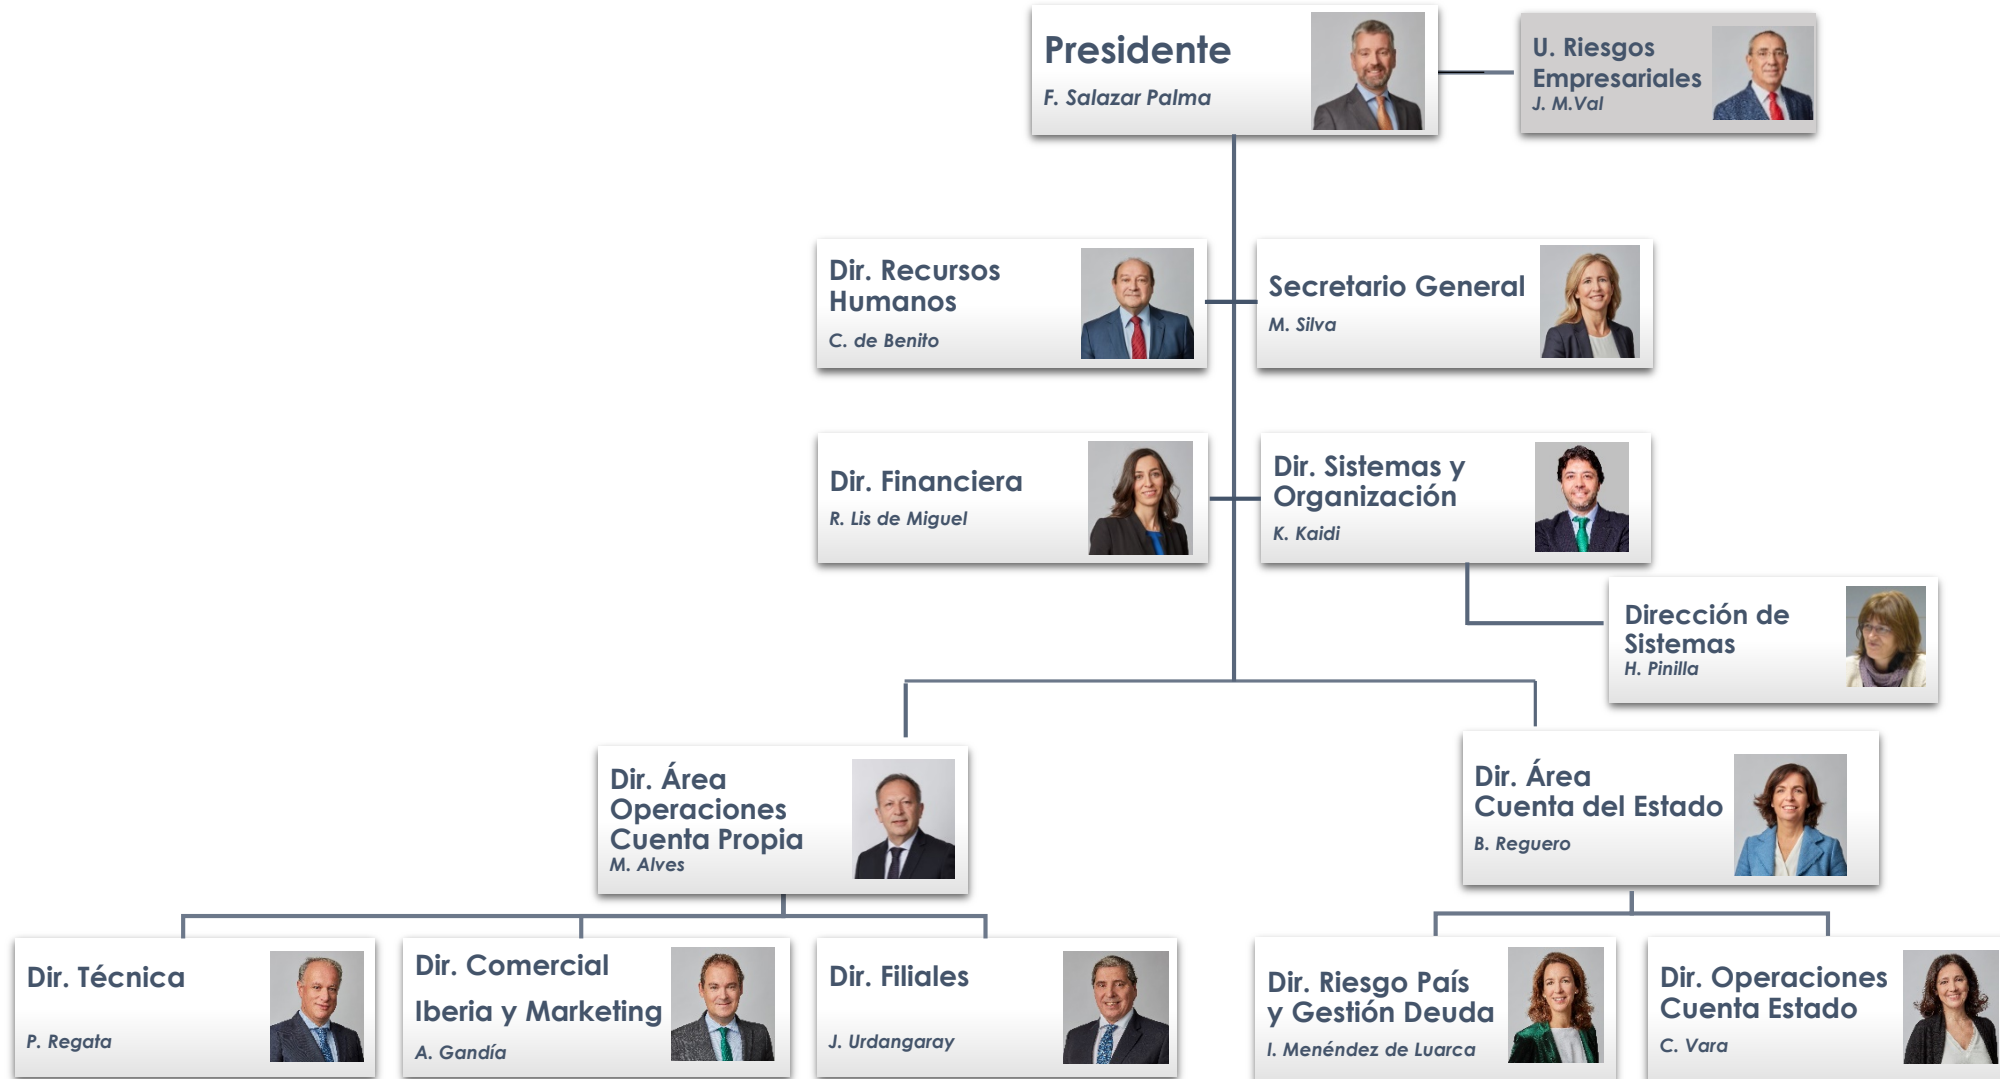 Presidente
F. Salazar Palma
U. Riesgos
Empresariales
J. M.Val
Dir. Recursos
Humanos
C. de Benito
Secretario General
M. Silva
Dir. Financiera
R. Lis de Miguel
Dir. Sistemas y
Organización
K. Kaidi
Dirección de
Sistemas
H. Pinilla
Dir. Área
Operaciones
Cuenta Propia
M. Alves
Dir. Área
Cuenta del Estado
B. Reguero
Dir. Técnica
P. Regata
Dir. Comercial
Iberia y Marketing
A. Gandía
Dir. Filiales
J. Urdangaray
Dir. Riesgo País
y Gestión Deuda
I. Menéndez de Luarca
Dir. Operaciones
Cuenta Estado
C. Vara